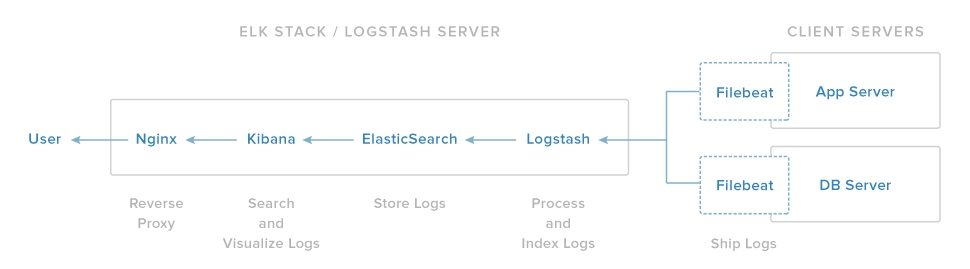 ELK STACK / LOGSTASH SERVER
CLIENT SERVERS
Filebeat
App Server
User
Nginx
Kibana
ElasticSearch
Logstash
Filebeat
DB Server
Reverse
Proxy
Search
and
Visualize Logs
Store Logs
Process
and
Index Logs
Ship Logs